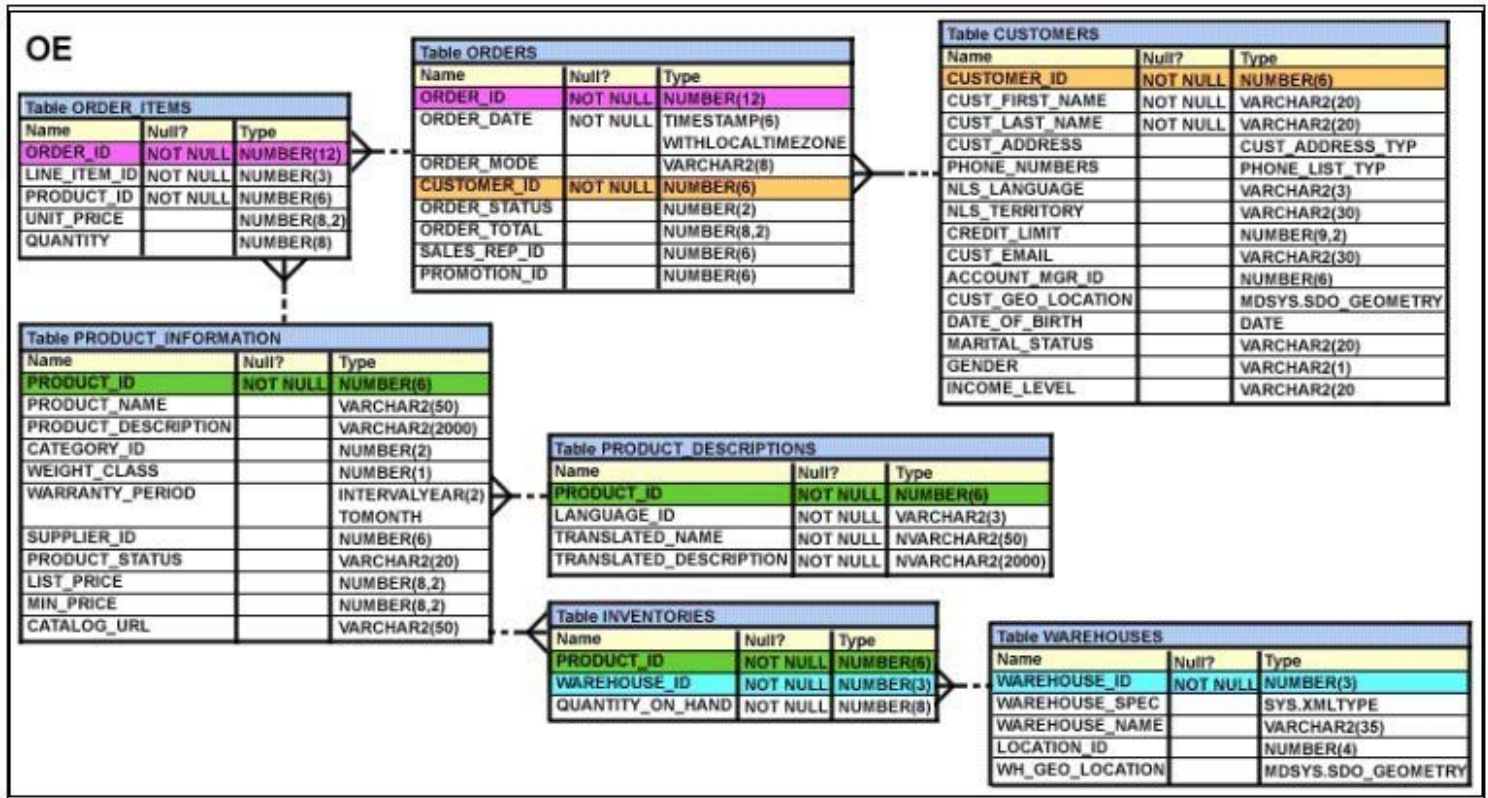 OE
Table ORDER_ITEMS
Name Null? Type
ORDER_ID NOT NULL NUMBER(12)
LINE_ITEM_ID NOT NULL NUMBER(3)
PRODUCT_ID NOT NULL NUMBER(6)
UNIT_PRICE NUMBER(8,2)
QUANTITY NUMBER(8)
Table ORDERS
Name Null? Type
ORDER_ID NOT NULL NUMBER(12)
ORDER_DATE NOT NULL TIMESTAMP(6)
WITHLOCALTIMEZONE
ORDER_MODE VARCHAR2(8)
CUSTOMER_ID NOT NULL NUMBER(6)
ORDER_STATUS NUMBER(2)
ORDER_TOTAL NUMBER(8,2)
SALES_REP_ID NUMBER(6)
PROMOTION_ID NUMBER(6)
Table CUSTOMERS
Name Null? Type
CUSTOMER_ID NOT NULL NUMBER(6)
CUST_FIRST_NAME NOT NULL VARCHAR2(20)
CUST_LAST_NAME NOT NULL VARCHAR2(20)
CUST_ADDRESS CUST_ADDRESS_TYP
PHONE_NUMBERS PHONE_LIST_TYP
NLS_LANGUAGE VARCHAR2(3)
NLS_TERRITORY VARCHAR2(30)
CREDIT_LIMIT NUMBER(9,2)
CUST_EMAIL VARCHAR2(30)
ACCOUNT_MGR_ID NUMBER(6)
CUST_GEO_LOCATION MDSYS.SDO_GEOMETRY
DATE_OF_BIRTH DATE
MARITAL_STATUS VARCHAR2(20)
GENDER VARCHAR2(1)
INCOME_LEVEL VARCHAR2(20
Table PRODUCT_INFORMATION
Name Null? Type
PRODUCT_ID NOT NULL NUMBER(6)
PRODUCT_NAME VARCHAR2(50)
PRODUCT_DESCRIPTION VARCHAR2(2000)
CATEGORY_ID NUMBER(2)
WEIGHT_CLASS NUMBER(1)
WARRANTY_PERIOD INTERVALYEAR(2)
TOMONTH
SUPPLIER_ID NUMBER(6)
PRODUCT_STATUS VARCHAR2(20)
LIST_PRICE NUMBER(8,2)
MIN_PRICE NUMBER(8,2)
CATALOG_URL VARCHAR2(50)
Table PRODUCT_DESCRIPTIONS
Name Null? Type
PRODUCT_ID NOT NULL NUMBER(6)
LANGUAGE_ID NOT NULL VARCHAR2(3)
TRANSLATED_NAME NOT NULL NVARCHAR2(50)
TRANSLATED_DESCRIPTION NOT NULL NVARCHAR2(2000)
Table INVENTORIES
Name Null? Type
PRODUCT_ID NOT NULL NUMBER(6)
WAREHOUSE_ID NOT NULL NUMBER(3)
QUANTITY_ON_HAND NOT NULL NUMBER(8)
Table WAREHOUSES
Name Null? Type
WAREHOUSE_ID NOT NULL NUMBER(3)
WAREHOUSE_SPEC SYS.XMLTYPE
WAREHOUSE_NAME VARCHAR2(35)
LOCATION_ID NUMBER(4)
WH_GEO_LOCATION MDSYS.SDO_GEOMETRY